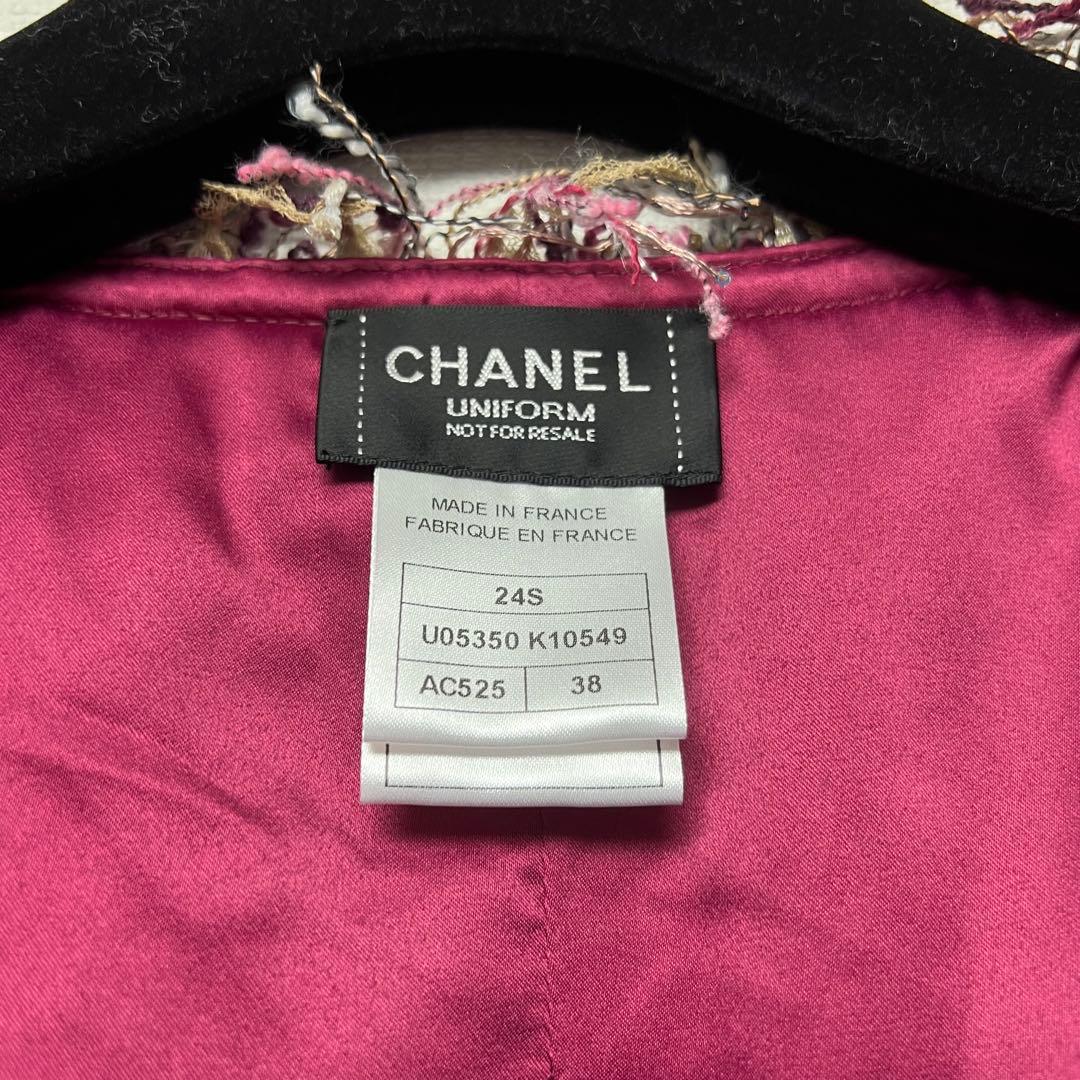 CHANEL
UNIFORM
NOT FOR RESALE
MADE IN FRANCE
FABRIQUE EN FRANCE
24S
U05350 K10549
AC525 38